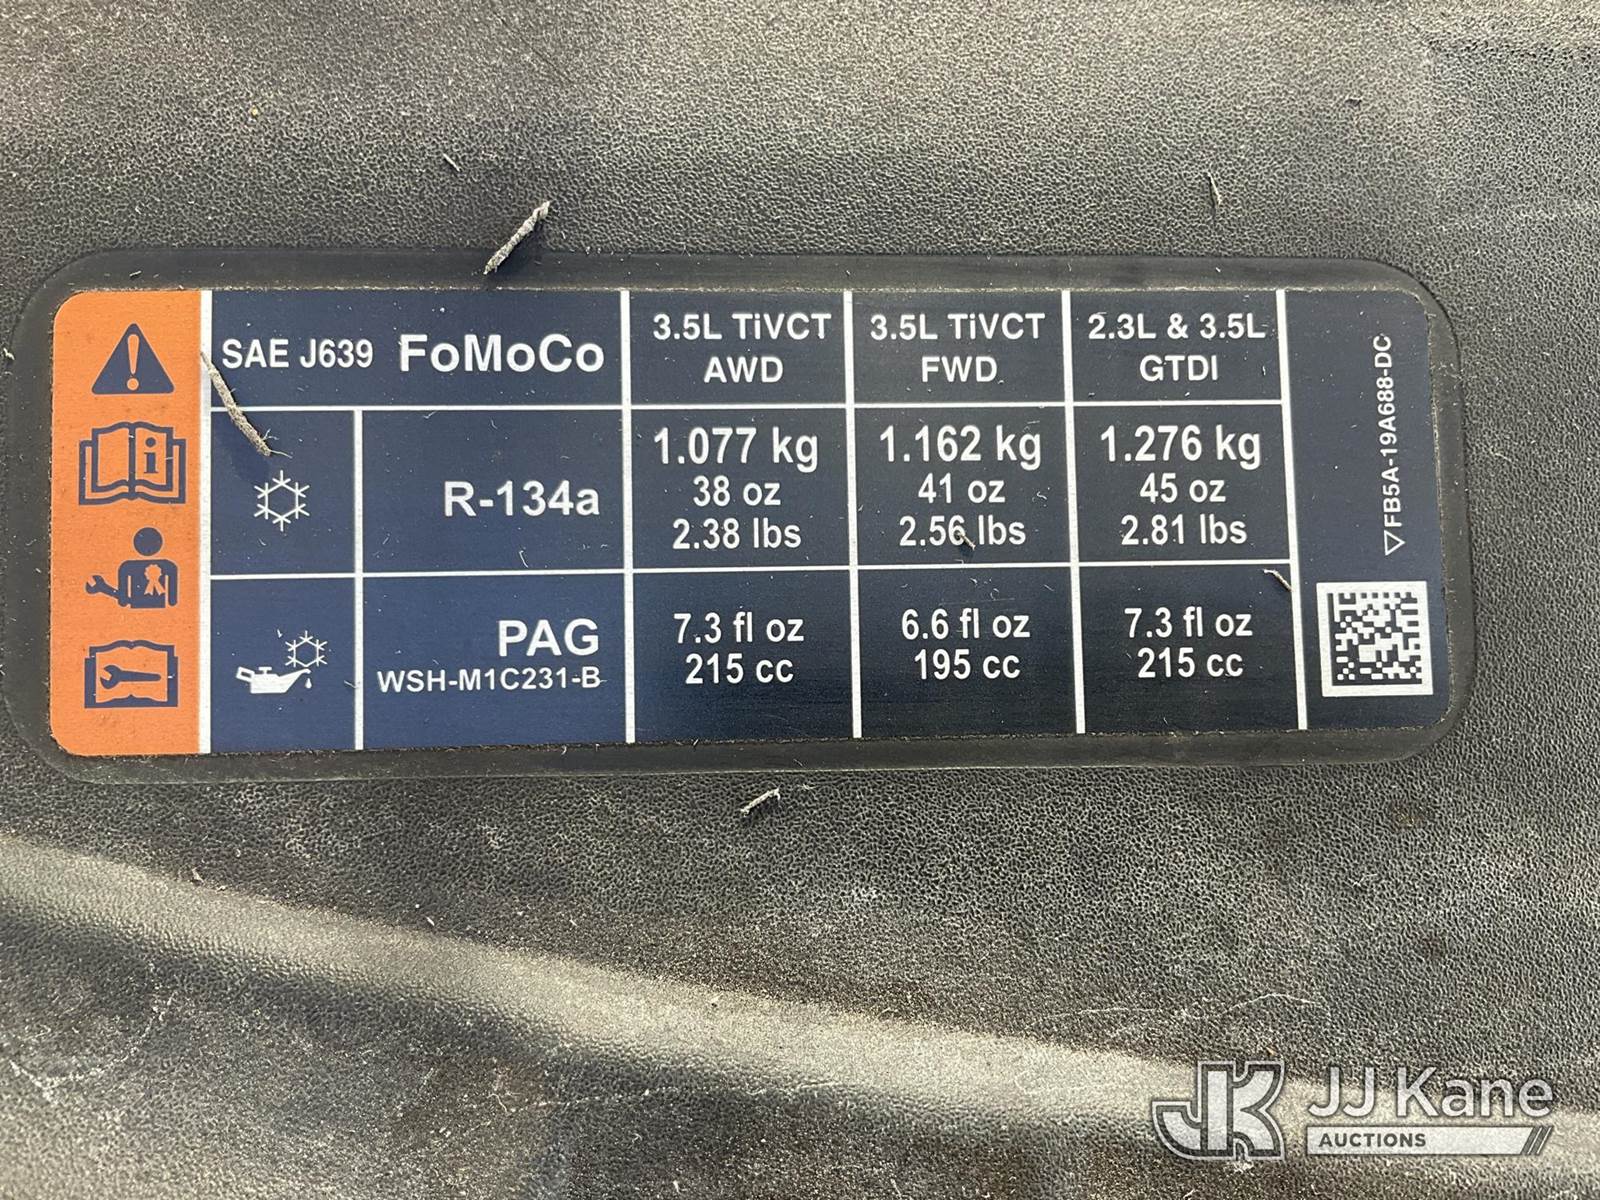 SAE J639 FoMoCo
3.5L TiVCT
AWD
3.5L TiVCT
FWD
2.3L & 3.5L
GTDI
R-134a
1.077 kg
38 oz
2.38 lbs
1.162 kg
41 oz
2.56 lbs
1.276 kg
45 oz
2.81 lbs
PAG
WSH-M1C231-B
7.3 fl oz
215 cc
6.6 fl oz
195 cc
7.3 fl oz
215 cc
FB5A-19A688-DC
JK JJ Kane
AUCTIONS